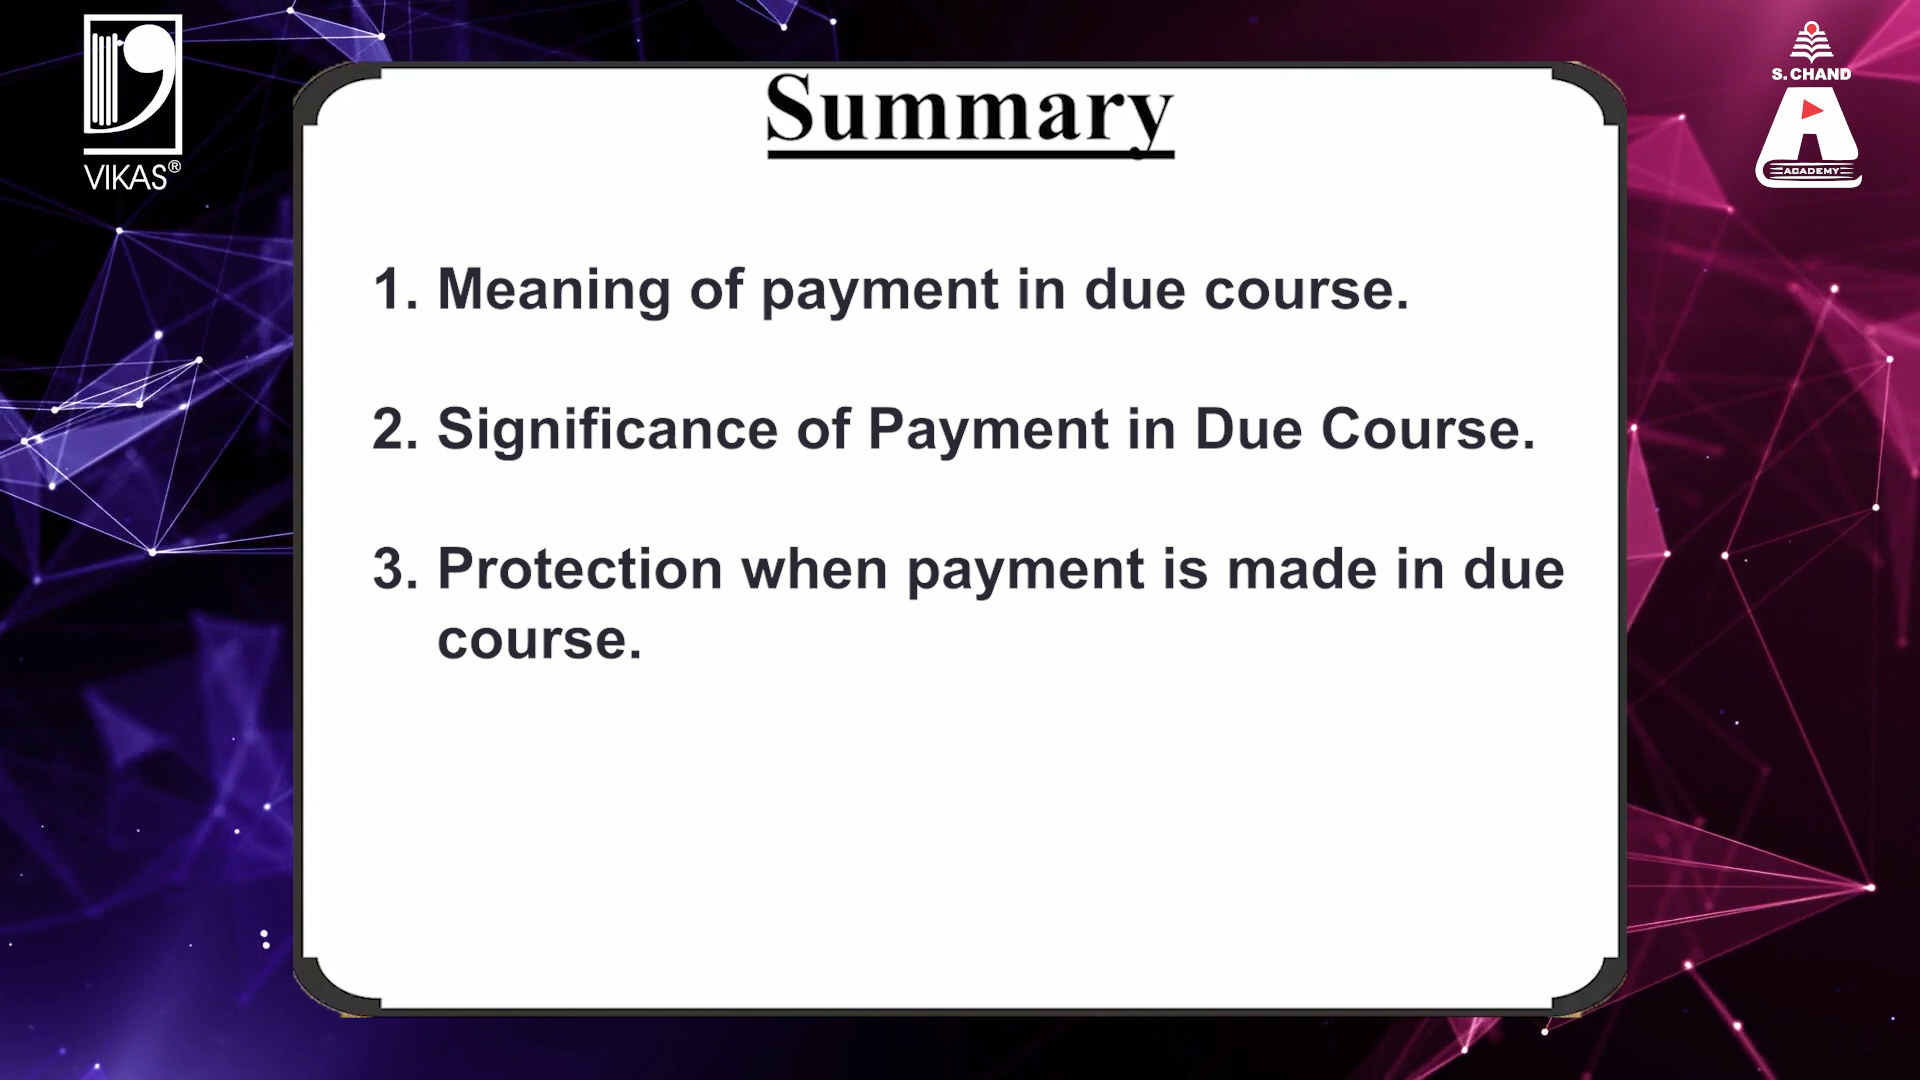 VIKAS®
S. CHAND
ACADEMY
Summary
1. Meaning of payment in due course.
2. Significance of Payment in Due Course.
3. Protection when payment is made in due
course.